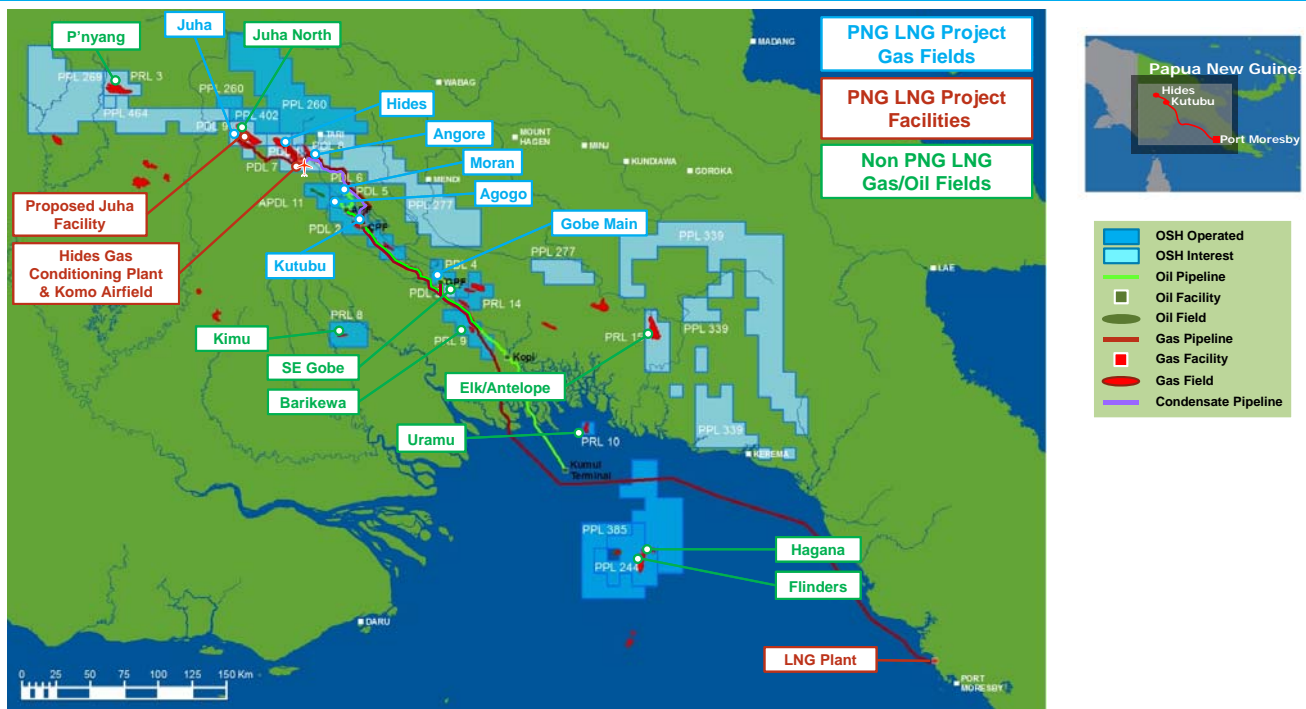 P'nyang
Juha
Juha North
PNG LNG Project
Gas Fields
PNG LNG Project
Facilities
Non PNG LNG
Gas/Oil Fields
MADANG
Papua New Guinea
Hides
Kutubu
Port Moresby
PPL 269
PRL 3
WABAG
PPL 260
PPL 260
PPL 464
PPL 402
PDL 9
Hides
TARI
PDL 8
Angore
MOUNT
HAGEN
MINJ
KUNDIAWA
GOROKA
PDL 7
PDL 6
Moran
MENDI
PDL 5
Agogo
APDL 11
PPL 277
PDL 2
CPF
Proposed Juha
Facility
Hides Gas
Conditioning Plant
& Komo Airfield
Kutubu
Gobe Main
PPL 277
PPL 339
LAE
PDL 4
PRL 14
PPL 339
PRL 8
Kimu
PRL 9
PRL 15
SE Gobe
Kopi
Barikewa
Elk/Antelope
Uramu
PRL 10
PPL 339
KEREMA
Kumul
Terminal
PPL 385
PPL 244
Hagana
Flinders
DARU
LNG Plant
PORT
MORESBY
0 25 50 75 100 125 150 Km
OSH Operated
OSH Interest
Oil Pipeline
Oil Facility
Oil Field
Gas Pipeline
Gas Facility
Gas Field
Condensate Pipeline